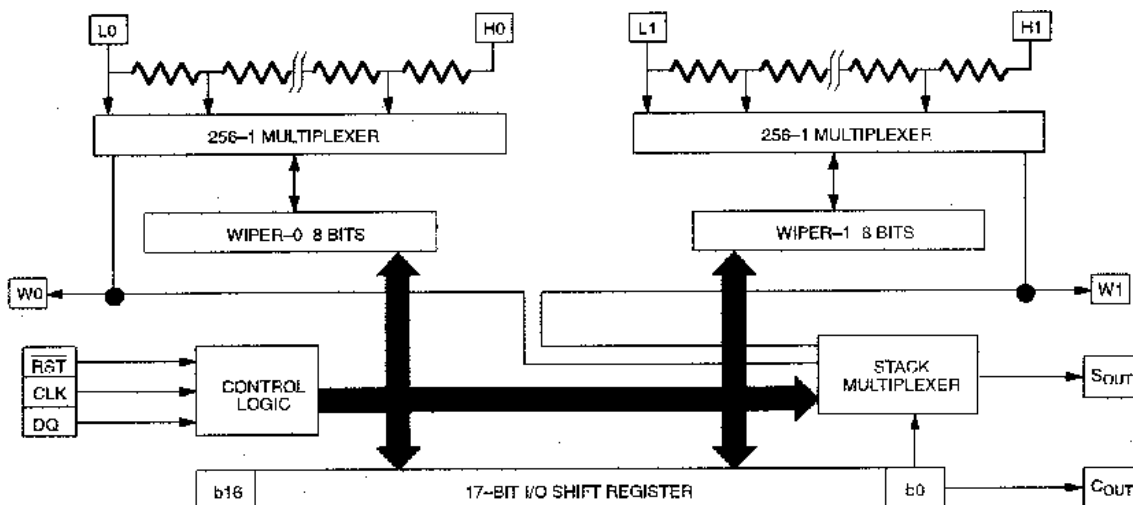 L0
H0
L1
H1
256–1 MULTIPLEXER
256–1 MULTIPLEXER
WIPER–0 8 BITS
WIPER–1 8 BITS
W0
W1
RST
CLK
DQ
CONTROL
LOGIC
STACK
MULTIPLEXER
SOUT
b16
17–BIT I/O SHIFT REGISTER
b0
COUT